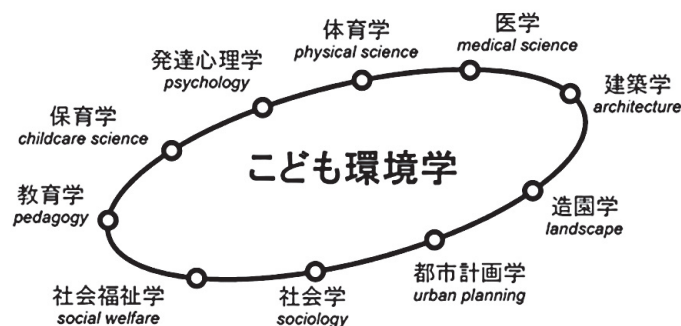 体育学
physical science
医学
medical science
発達心理学
psychology
建築学
architecture
保育学
childcare science
こども環境学
教育学
pedagogy
造園学
landscape
都市計画学
urban planning
社会福祉学
social welfare
社会学
sociology